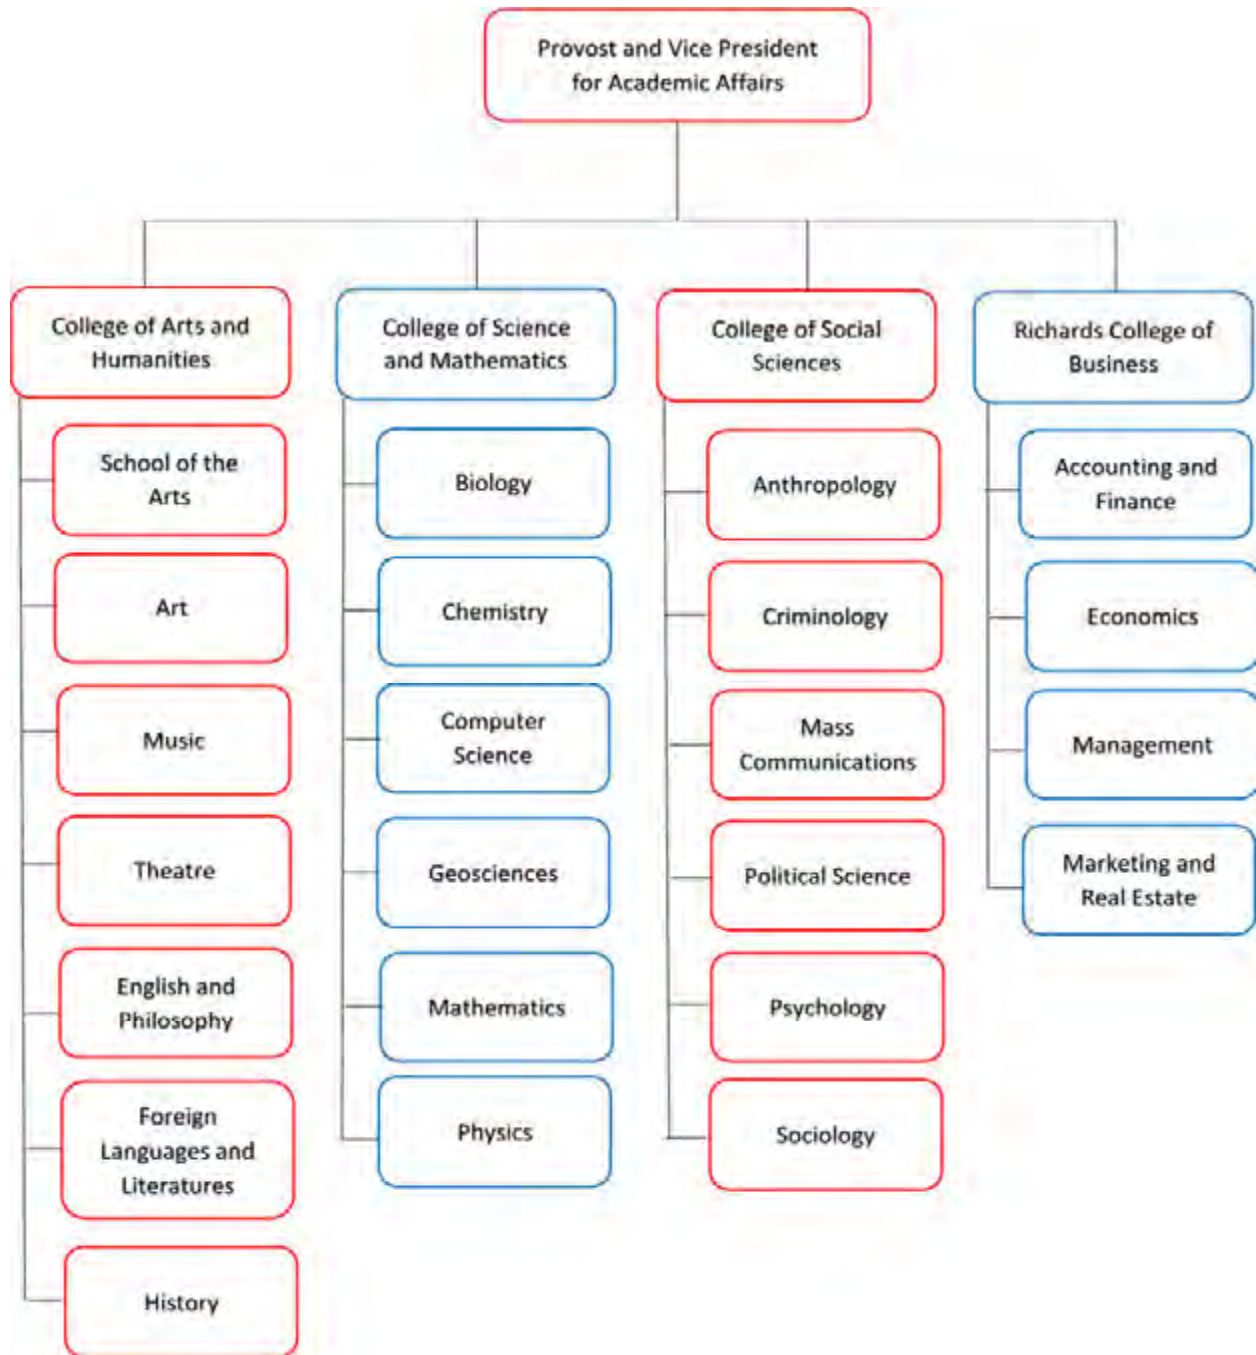 Provost and Vice President
for Academic Affairs
College of Arts and
Humanities
School of the
Arts
Art
Music
Theatre
English and
Philosophy
Foreign
Languages and
Literatures
History
College of Science
and Mathematics
Biology
Chemistry
Computer
Science
Geosciences
Mathematics
Physics
College of Social
Sciences
Anthropology
Criminology
Mass
Communications
Political Science
Psychology
Sociology
Richards College of
Business
Accounting and
Finance
Economics
Management
Marketing and
Real Estate